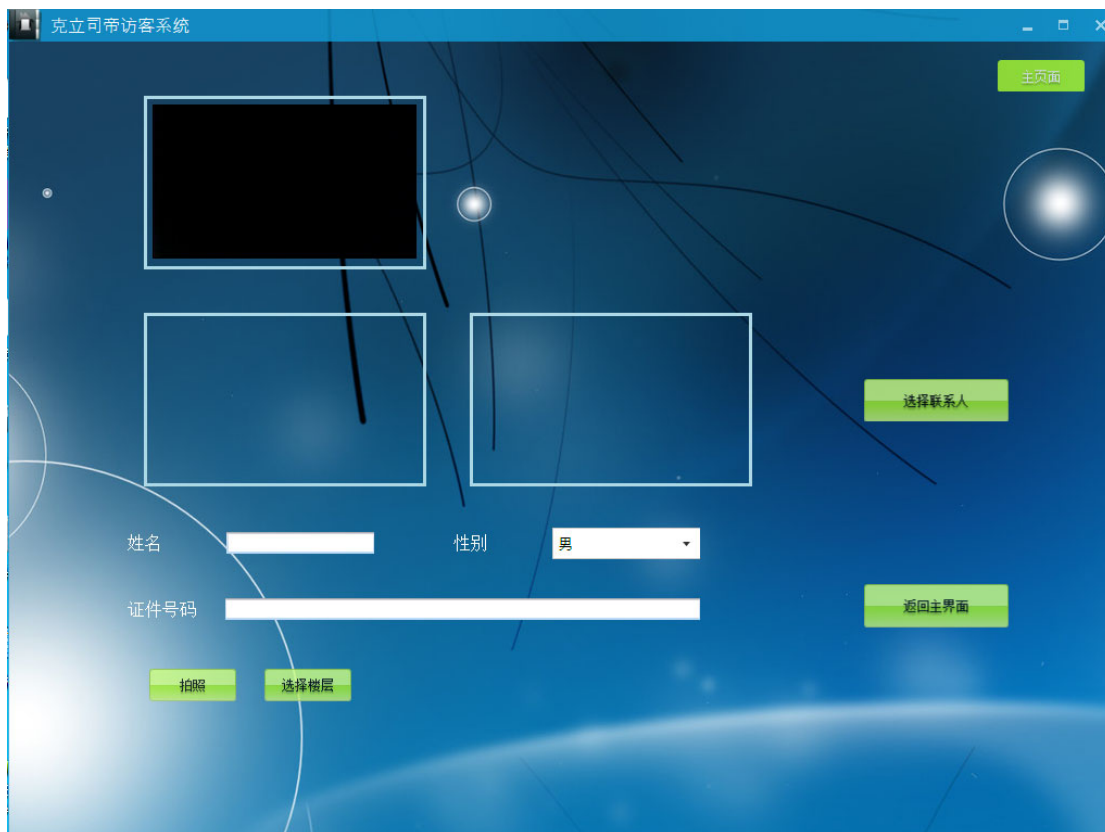 克立司帝访客系统
主页面
选择联系人
姓名
性别
男
证件号码
返回主界面
拍照
选择楼层